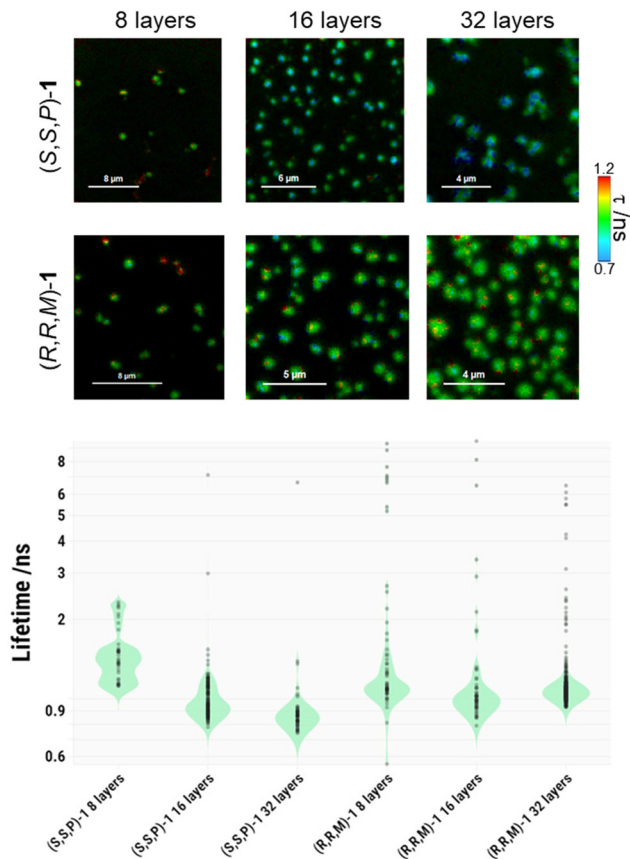 8 layers
16 layers
32 layers
(S,S,P)-1
8 µm
6 µm
4 µm
1.2
τ /ns
0.7
(R,R,M)-1
8 µm
5 µm
4 µm
Lifetime /ns
8
6
5
4
3
2
0.9
0.6
(S,S,P)-1 8 layers
(S,S,P)-1 16 layers
(S,S,P)-1 32 layers
(R,R,M)-1 8 layers
(R,R,M)-1 16 layers
(R,R,M)-1 32 layers